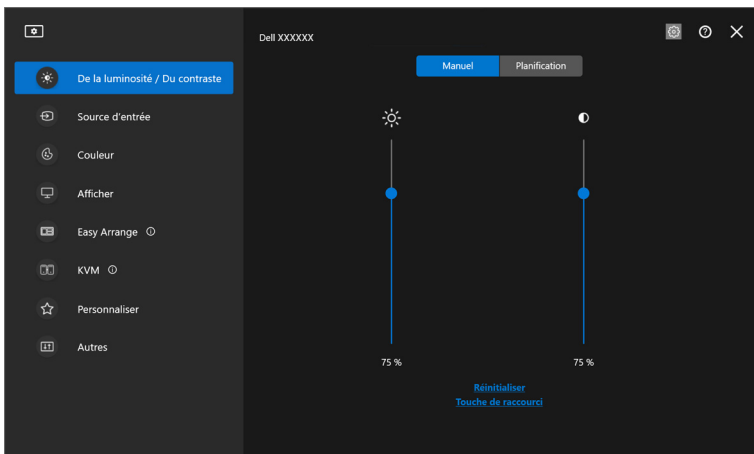 Dell XXXXXX
Manuel
Planification
De la luminosité / Du contraste
Source d'entrée
Couleur
Afficher
Easy Arrange
KVM
Personnaliser
Autres
75 %
75 %
Réinitialiser
Touche de raccourci